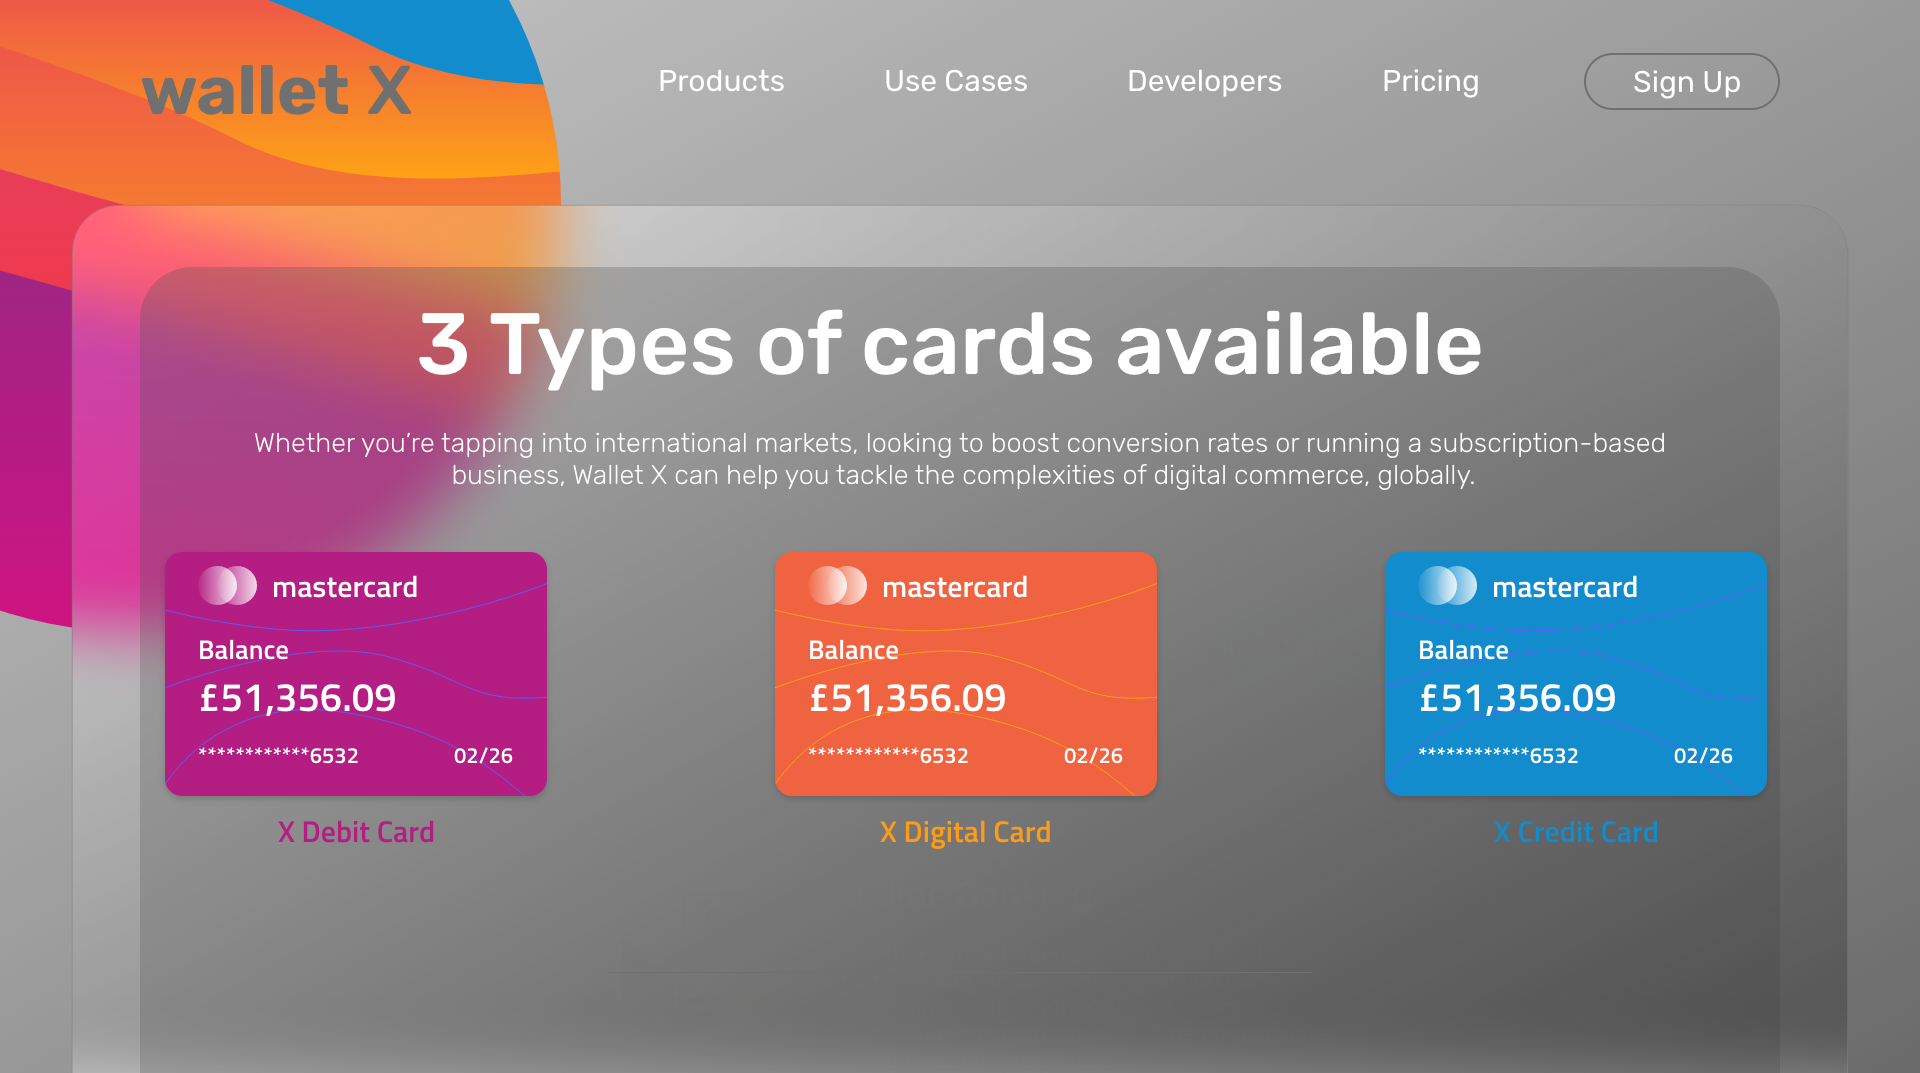 wallet X
Products
Use Cases
Developers
Pricing
Sign Up
3 Types of cards available
Whether you’re tapping into international markets, looking to boost conversion rates or running a subscription-based
business, Wallet X can help you tackle the complexities of digital commerce, globally.
mastercard
Balance
£51,356.09
************6532 02/26
X Debit Card
mastercard
Balance
£51,356.09
************6532 02/26
X Digital Card
mastercard
Balance
£51,356.09
************6532 02/26
X Credit Card